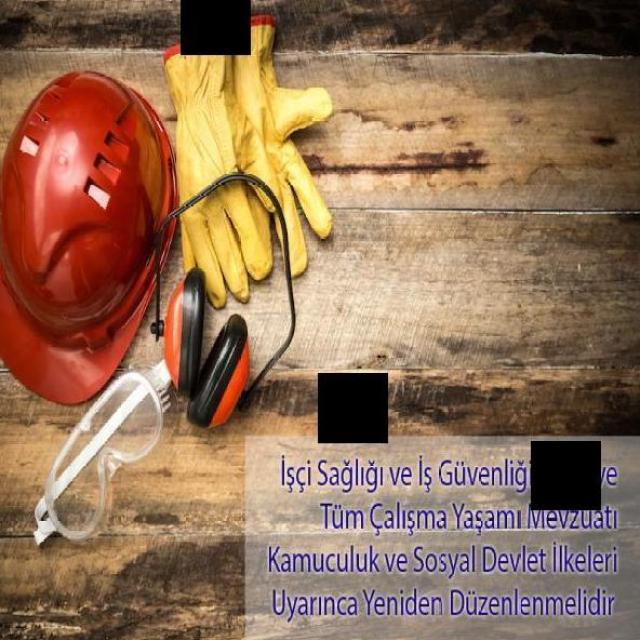 İşçi Sağlığı ve İş ve
Tüm Çalışma Yaşamı Mevzuatı
Kamuculuk ve Sosyal Devlet İlkeleri
Uyarınca Yeniden Düzenlenmelidir